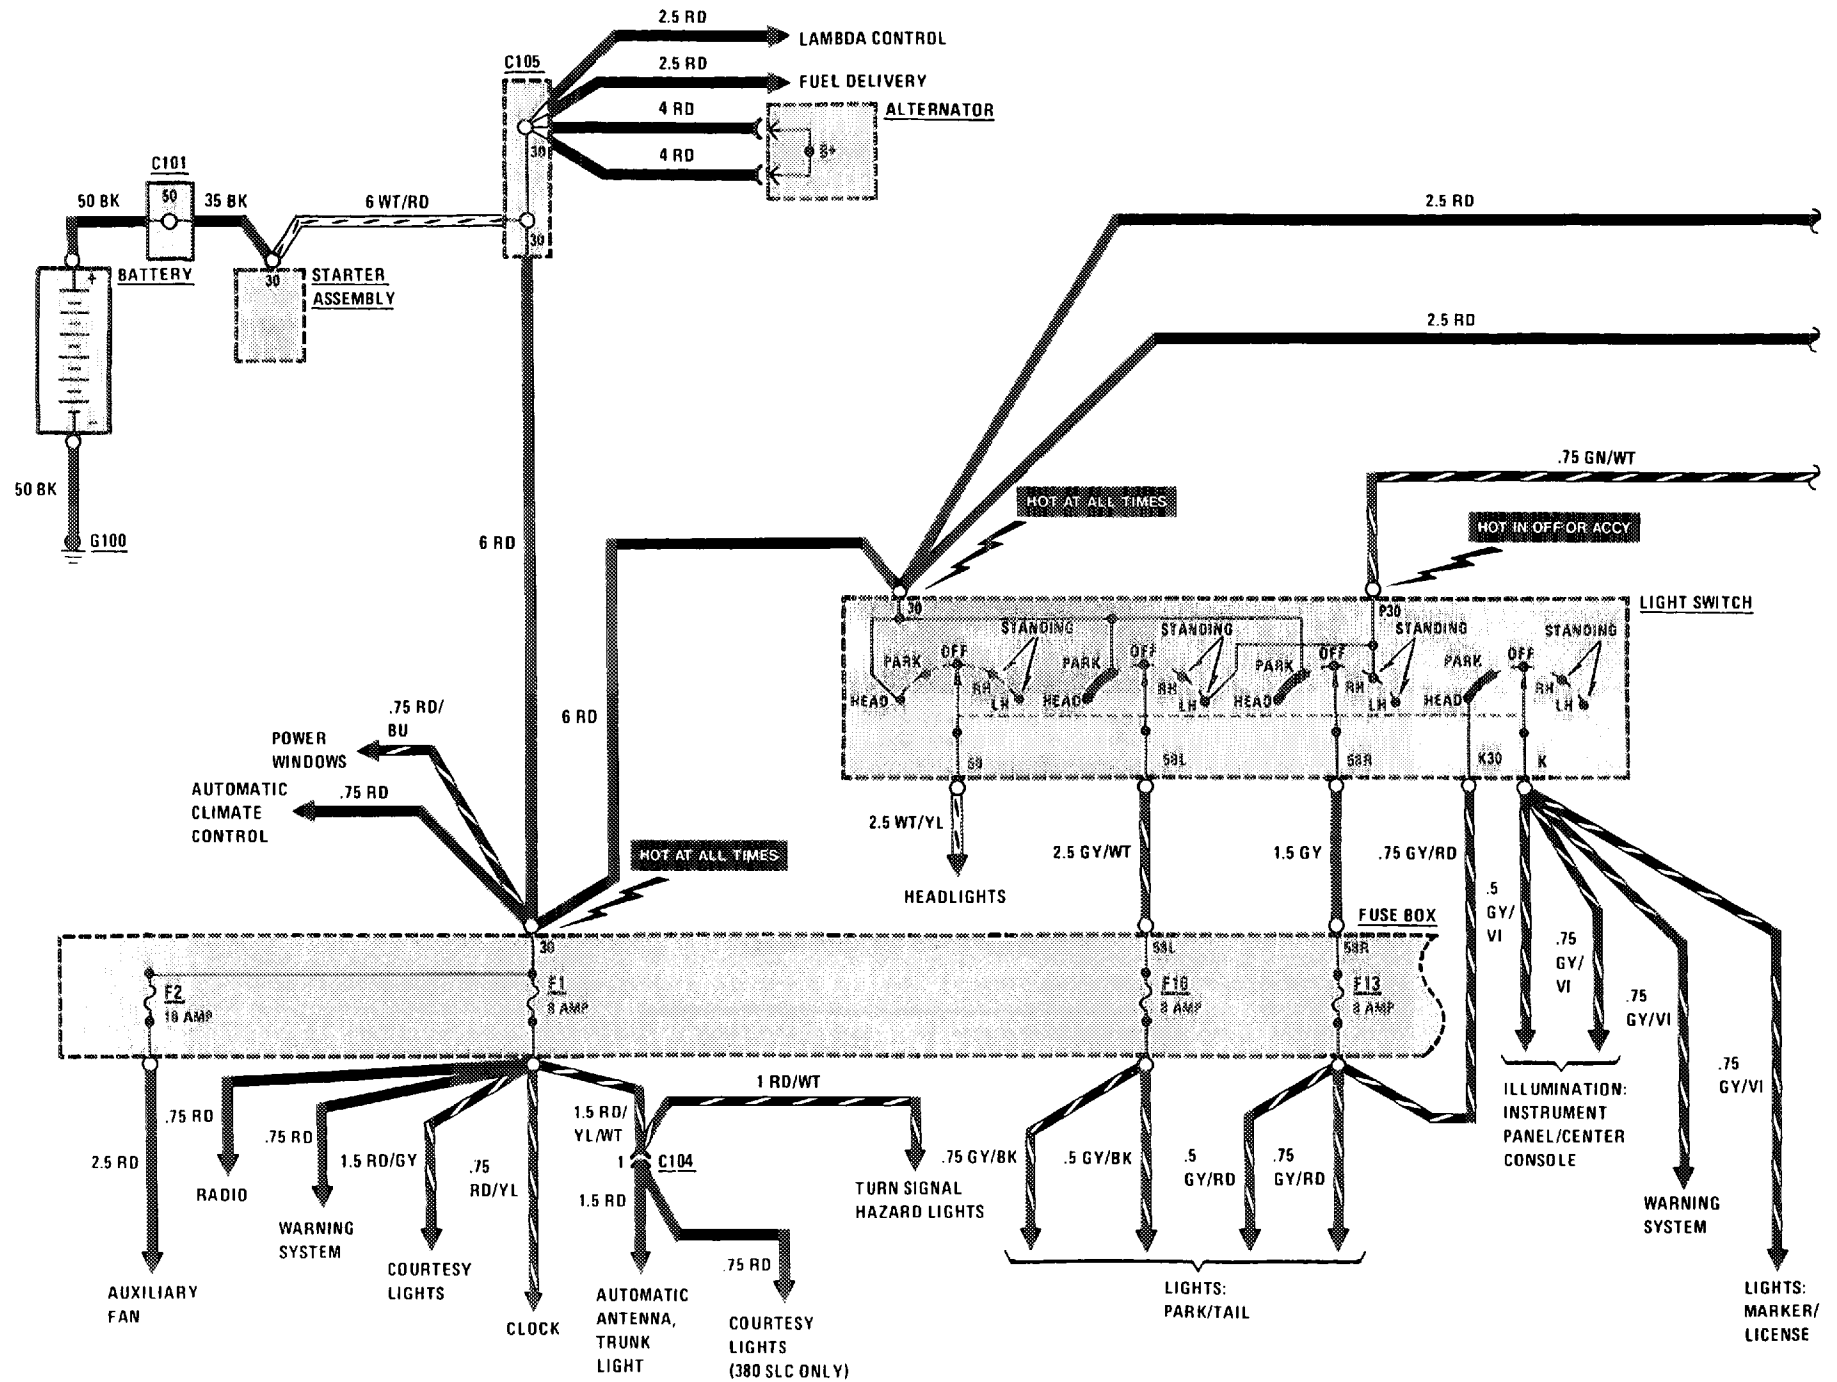 2.5 RD
LAMBDA CONTROL
C105
2.5 RD
FUEL DELIVERY
4 RD
ALTERNATOR
30
B+
4 RD
C101
50
50 BK
35 BK
6 WT/RD
2.5 RD
30
BATTERY
+
-
30
STARTER
ASSEMBLY
2.5 RD
50 BK
G100
.75 GN/WT
HOT AT ALL TIMES
HOT IN OFF OR ACCY
6 RD
30
P30
LIGHT SWITCH
STANDING
STANDING
STANDING
STANDING
PARK
OFF
PARK
OFF
PARK
OFF
PARK
OFF
HEAD
RH
LH
HEAD
RH
LH
HEAD
RH
LH
HEAD
RH
LH
58L
58R
K30
K
.75 RD/
BU
6 RD
POWER
WINDOWS
AUTOMATIC
CLIMATE
CONTROL
.75 RD
HOT AT ALL TIMES
2.5 WT/YL
HEADLIGHTS
2.5 GY/WT
1.5 GY
.75 GY/RD
.5
GY/
VI
.75
GY/
VI
.75
GY/VI
.75
GY/VI
FUSE BOX
30
58L
58R
F2
F1
8 AMP
8 AMP
F13
8 AMP
.75 RD
.75 RD
1.5 RD/GY
.75
RD/YL
1.5 RD/
YL/WT
1 RD/WT
2.5 RD
1
C104
1.5 RD
.75 RD
RADIO
WARNING
SYSTEM
COURTESY
LIGHTS
CLOCK
AUXILIARY
FAN
AUTOMATIC
ANTENNA,
TRUNK
LIGHT
COURTESY
LIGHTS
(380 SLC ONLY)
TURN SIGNAL
HAZARD LIGHTS
.75 GY/BK
.5 GY/BK
.5
GY/RD
.75
GY/RD
LIGHTS:
PARK/TAIL
ILLUMINATION:
INSTRUMENT
PANEL/CENTER
CONSOLE
WARNING
SYSTEM
LIGHTS:
MARKER/
LICENSE